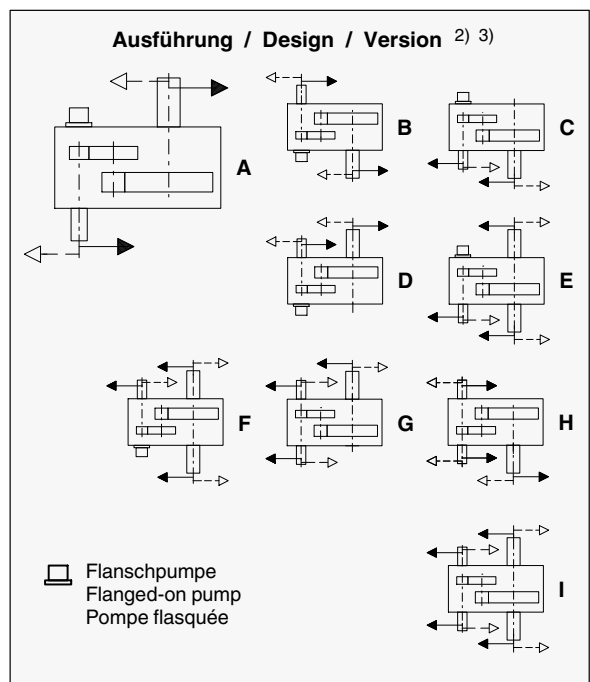 Ausführung / Design / Version 2) 3)
A
B
C
D
E
F
G
H
I
Flanschpumpe
Flanged-on pump
Pompe flasquée